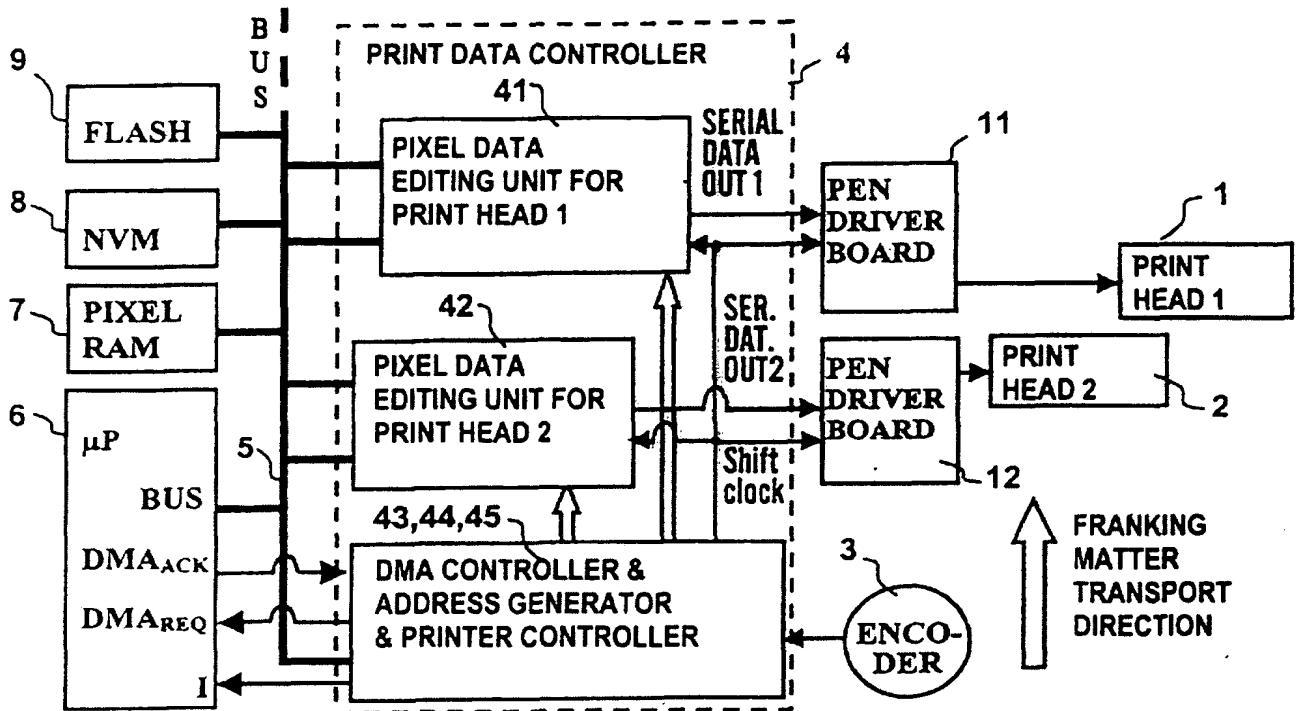 B
U
S
9
FLASH
8
NVM
7
PIXEL
RAM
6
µP
BUS
DMAACK
DMAREQ
I
5
PRINT DATA CONTROLLER
4
41
PIXEL DATA
EDITING UNIT FOR
PRINT HEAD 1
SERIAL
DATA
OUT 1
42
PIXEL DATA
EDITING UNIT FOR
PRINT HEAD 2
SER.
DAT.
OUT2
Shift
clock
43,44,45
DMA CONTROLLER &
ADDRESS GENERATOR
& PRINTER CONTROLLER
11
PEN
DRIVER
BOARD
1
PRINT
HEAD 1
PEN
DRIVER
BOARD
12
PRINT
HEAD 2
2
3
ENCO-
DER
FRANKING
MATTER
TRANSPORT
DIRECTION